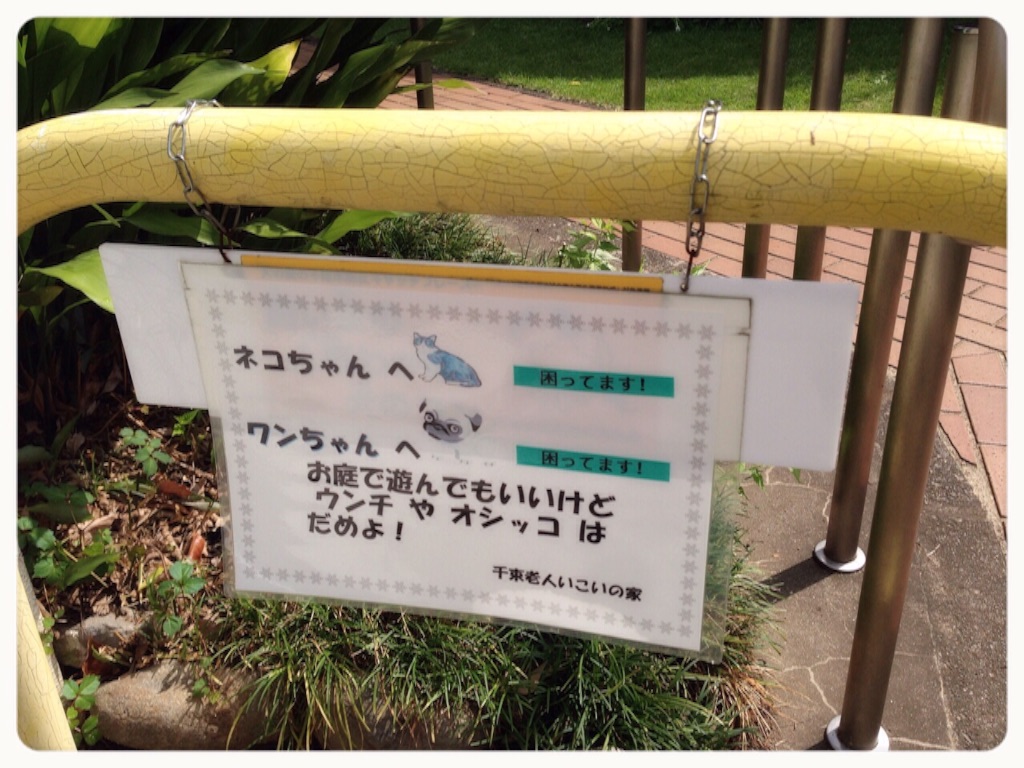 ネコちゃん へ
困ってます!
ワンちゃん へ
困ってます!
お庭で遊んでもいいけど
ウンチ や オシッコ は
だめよ!
千束老人いこいの家